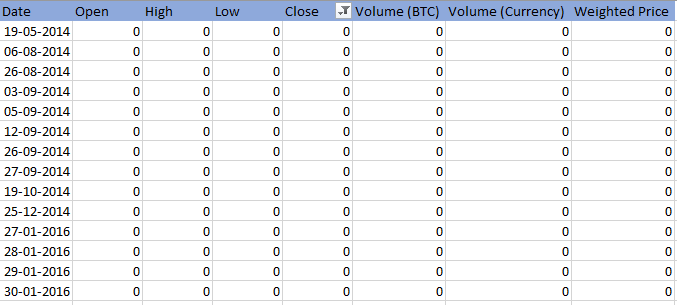 Date Open High Low Close Volume (BTC) Volume (Currency) Weighted Price
19-05-2014 0 0 0 0 0 0 0
06-08-2014 0 0 0 0 0 0 0
26-08-2014 0 0 0 0 0 0 0
03-09-2014 0 0 0 0 0 0 0
05-09-2014 0 0 0 0 0 0 0
12-09-2014 0 0 0 0 0 0 0
26-09-2014 0 0 0 0 0 0 0
27-09-2014 0 0 0 0 0 0 0
19-10-2014 0 0 0 0 0 0 0
25-12-2014 0 0 0 0 0 0 0
27-01-2016 0 0 0 0 0 0 0
28-01-2016 0 0 0 0 0 0 0
29-01-2016 0 0 0 0 0 0 0
30-01-2016 0 0 0 0 0 0 0